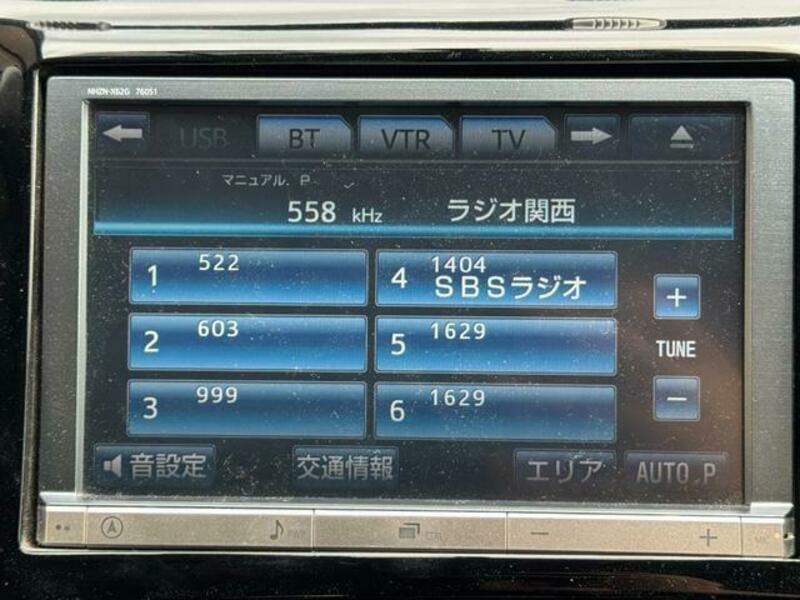 NHZN-X62G 76051
USB BT VTR TV
マニュアル. P
558 kHz ラジオ関西
1 522
4 1404 SBSラジオ
2 603
5 1629
3 999
6 1629
+
TUNE
−
音設定 交通情報 エリア AUTO.P
− +